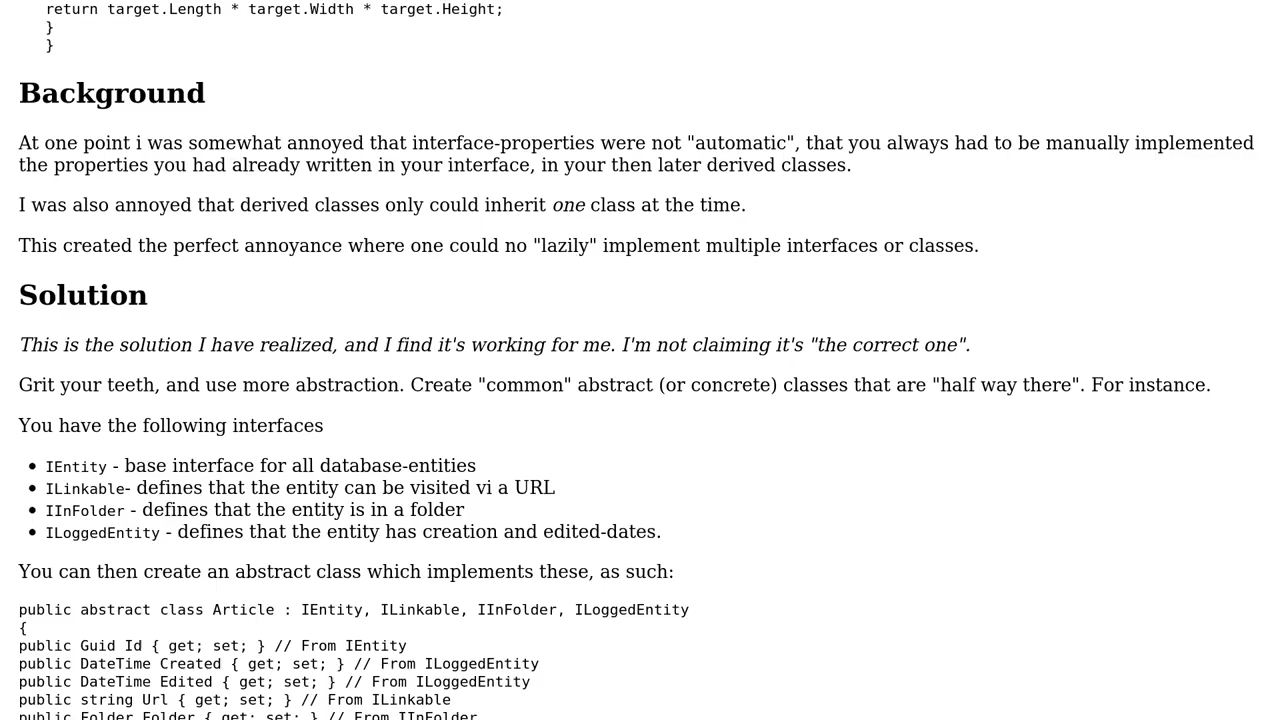 return target.Length * target.Width * target.Height;
}
}
Background
At one point i was somewhat annoyed that interface-properties were not "automatic", that you always had to be manually implemented
the properties you had already written in your interface, in your then later derived classes.
I was also annoyed that derived classes only could inherit one class at the time.
This created the perfect annoyance where one could no "lazily" implement multiple interfaces or classes.
Solution
This is the solution I have realized, and I find it's working for me. I'm not claiming it's "the correct one".
Grit your teeth, and use more abstraction. Create "common" abstract (or concrete) classes that are "half way there". For instance.
You have the following interfaces
• IEntity - base interface for all database-entities
• ILinkable- defines that the entity can be visited vi a URL
• IInFolder - defines that the entity is in a folder
• ILoggedEntity - defines that the entity has creation and edited-dates.
You can then create an abstract class which implements these, as such:
public abstract class Article : IEntity, ILinkable, IInFolder, ILoggedEntity
{
public Guid Id { get; set; } // From IEntity
public DateTime Created { get; set; } // From ILoggedEntity
public DateTime Edited { get; set; } // From ILoggedEntity
public string Url { get; set; } // From ILinkable
public Folder Folder { get; set; } // From IInFolder